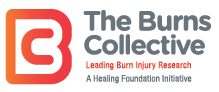 The Burns
Collective
Leading Burn Injury Research
A Healing Foundation Initiative